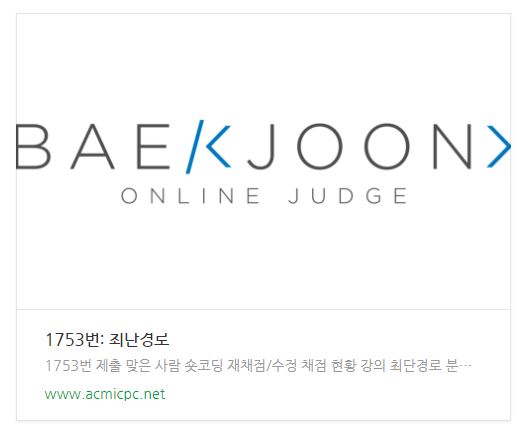 BAEKJOON>
ONLINE JUDGE
1753번: 최단경로
1753번 제출 맞은 사람 숏코딩 재채점/수정 채점 현황 강의 최단경로 분…
www.acmicpc.net